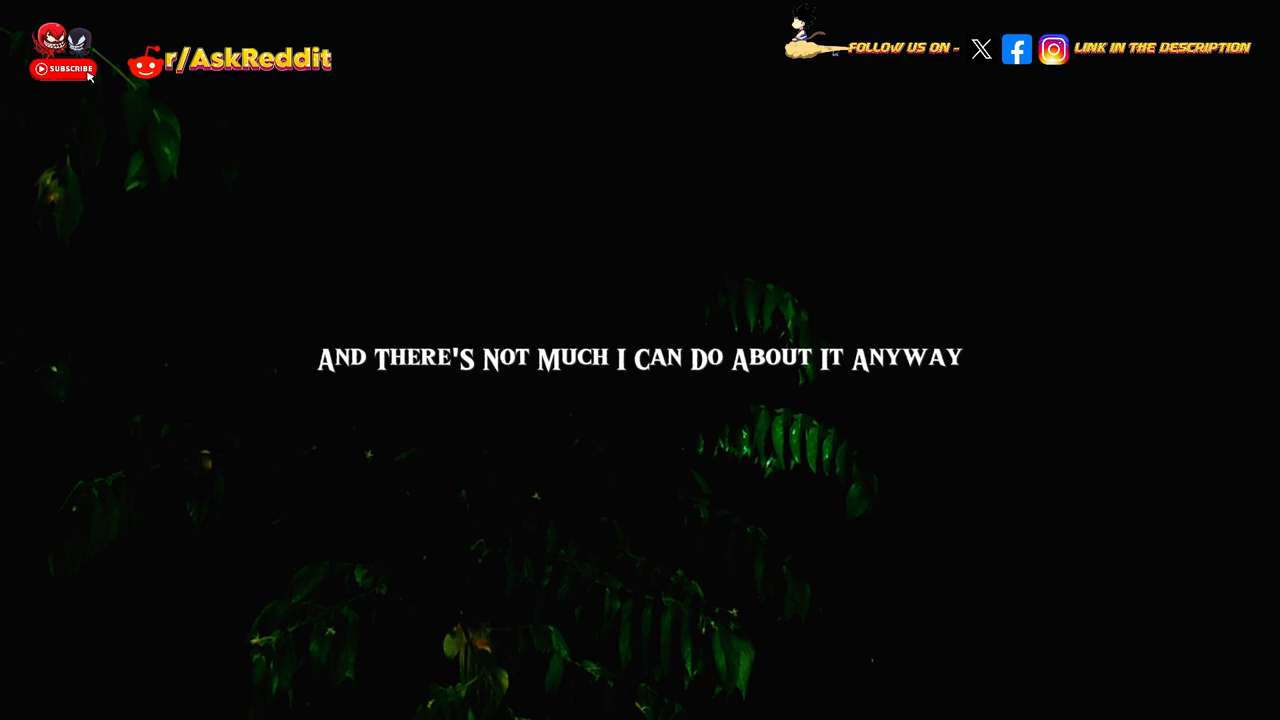 SUBSCRIBE
r/AskReddit
FOLLOW US ON -
LINK IN THE DESCRIPTION
And There's Not Much I Can Do About It Anyway